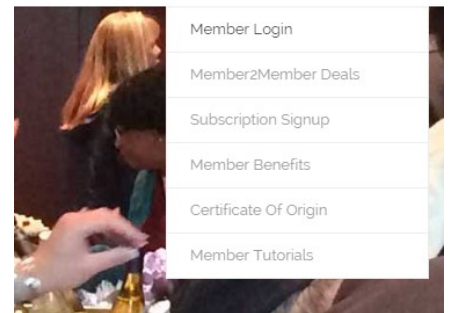 Member Login
Member2Member Deals
Subscription Signup
Member Benefits
Certificate Of Origin
Member Tutorials